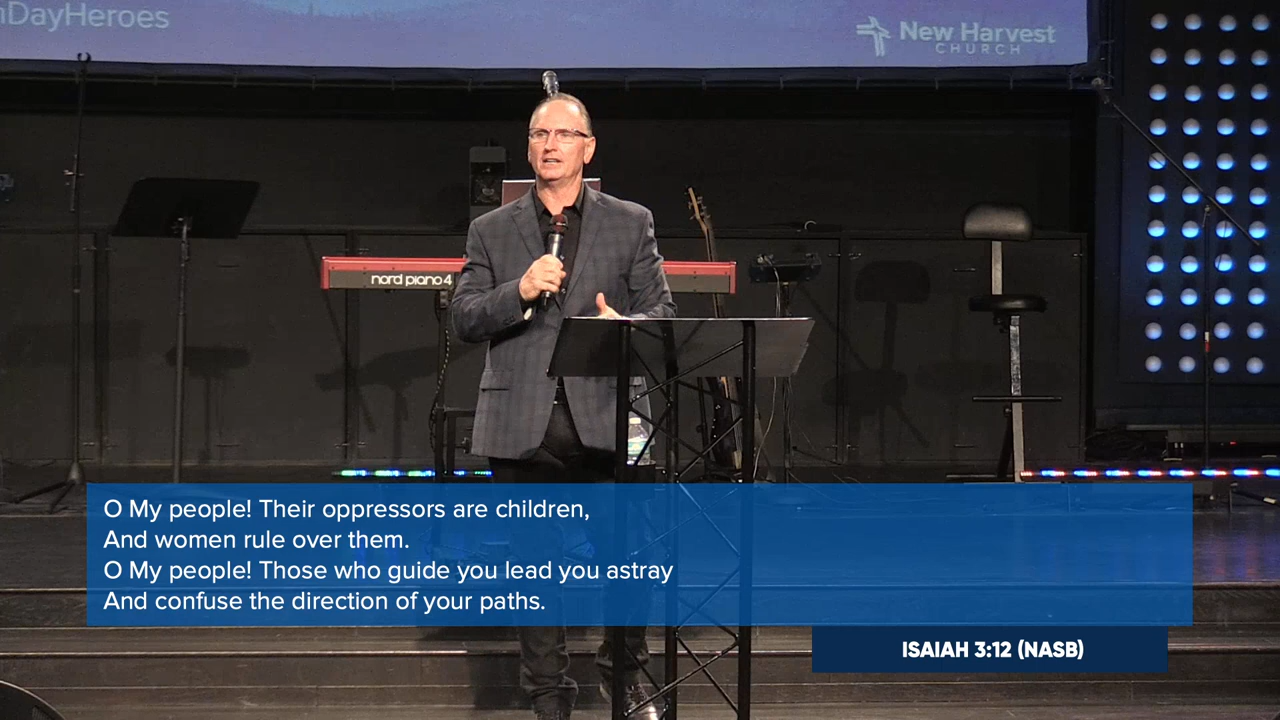 nDayHeroes
New Harvest
CHURCH
nord piano 4
O My people! Their oppressors are children,
And women rule over them.
O My people! Those who guide you lead you astray
And confuse the direction of your paths.
ISAIAH 3:12 (NASB)